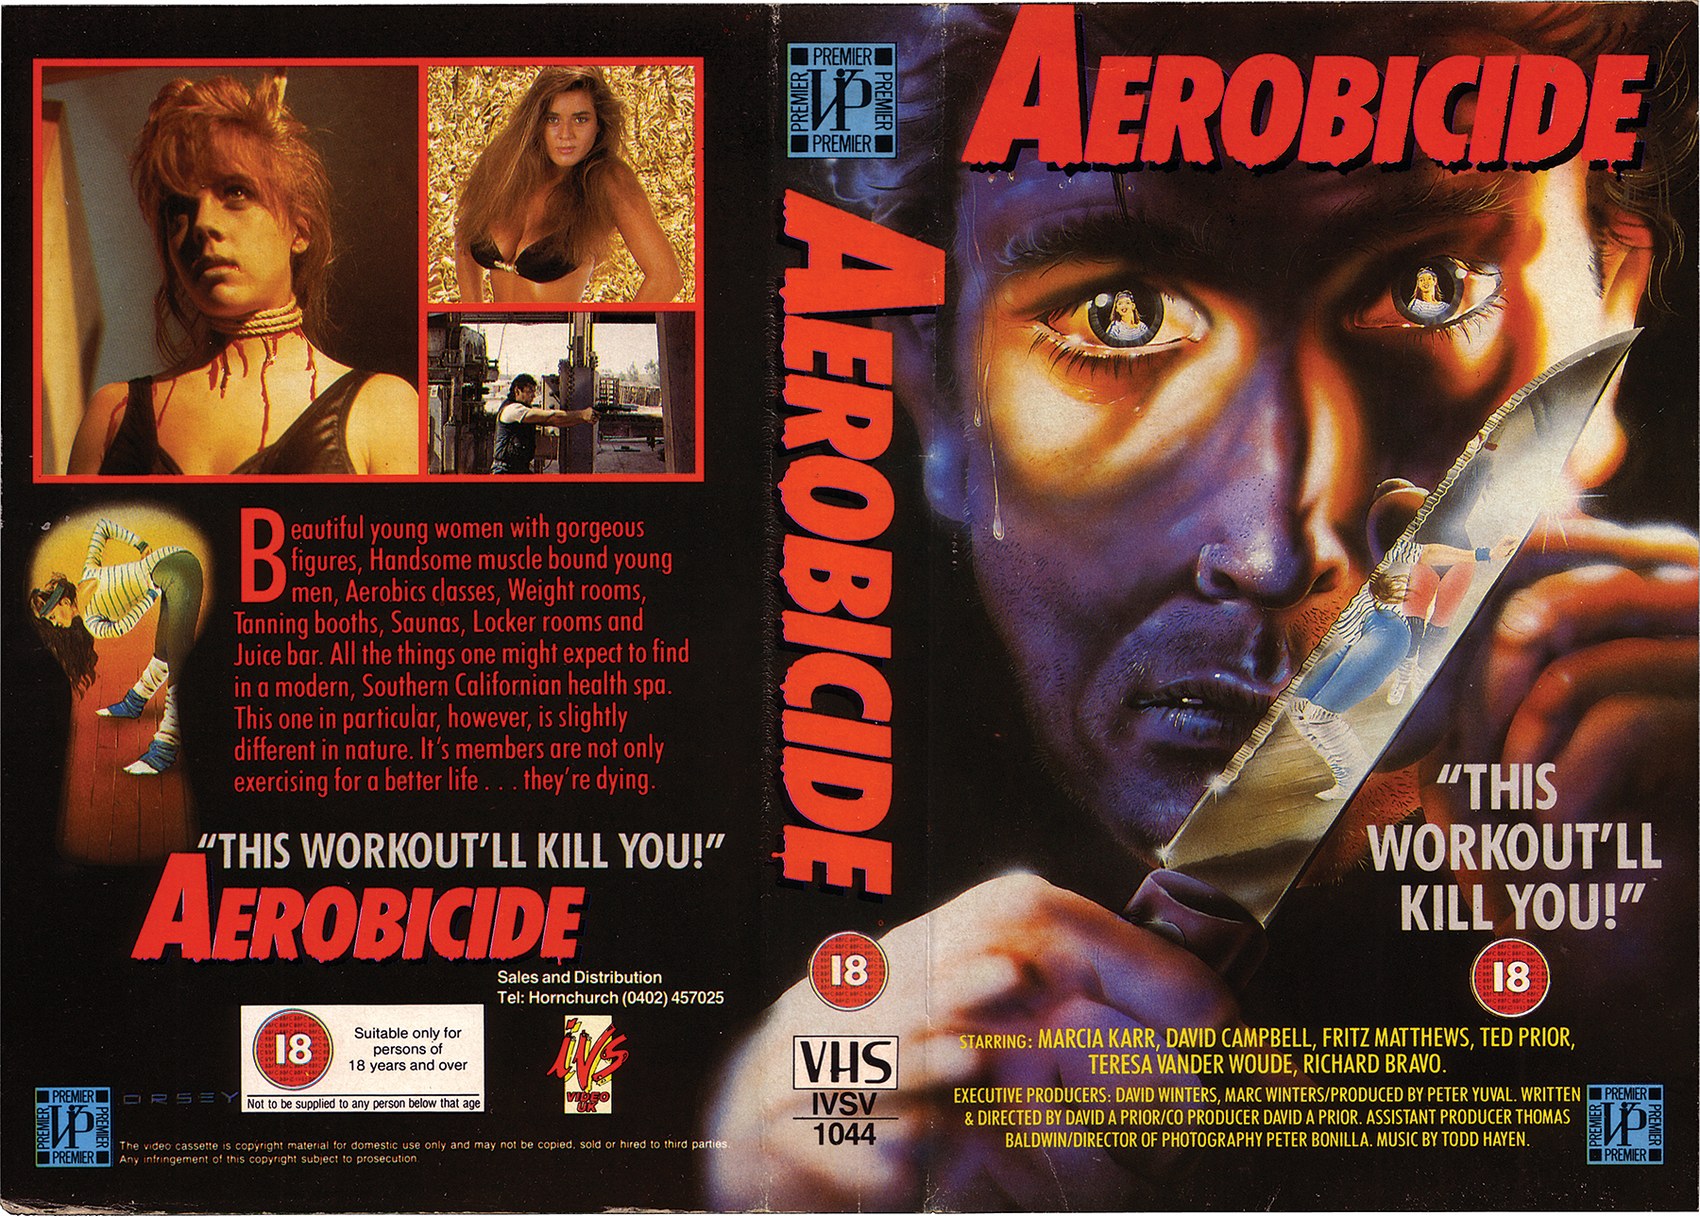 Beautiful young women with gorgeous
figures, Handsome muscle bound young
men, Aerobics classes, Weight rooms,
Tanning booths, Saunas, Locker rooms and
Juice bar. All the things one might expect to find
in a modern, Southern Californian health spa.
This one in particular, however, is slightly
different in nature. It's members are not only
exercising for a better life . . . they're dying.
"THIS WORKOUT'LL KILL YOU!"
AEROBICIDE
Sales and Distribution
Tel: Hornchurch (0402) 457025
18
Suitable only for
persons of
18 years and over
Not to be supplied to any person below that age
iVS
VIDEO
UK
PREMIER
PREMIER
VP
PREMIER
PREMIER
ORSEY
The video cassette is copyright material for domestic use only and may not be copied, sold or hired to third parties.
Any infringement of this copyright subject to prosecution.
PREMIER
PREMIER
VP
PREMIER
PREMIER
AEROBICIDE
18
VHS
IVSV
1044
AEROBICIDE
"THIS
WORKOUT'LL
KILL YOU!"
18
STARRING: MARCIA KARR, DAVID CAMPBELL, FRITZ MATTHEWS, TED PRIOR,
TERESA VANDER WOUDE, RICHARD BRAVO.
EXECUTIVE PRODUCERS: DAVID WINTERS, MARC WINTERS/PRODUCED BY PETER YUVAL. WRITTEN
& DIRECTED BY DAVID A PRIOR/CO PRODUCER DAVID A PRIOR. ASSISTANT PRODUCER THOMAS
BALDWIN/DIRECTOR OF PHOTOGRAPHY PETER BONILLA. MUSIC BY TODD HAYEN.
PREMIER
PREMIER
VP
PREMIER
PREMIER